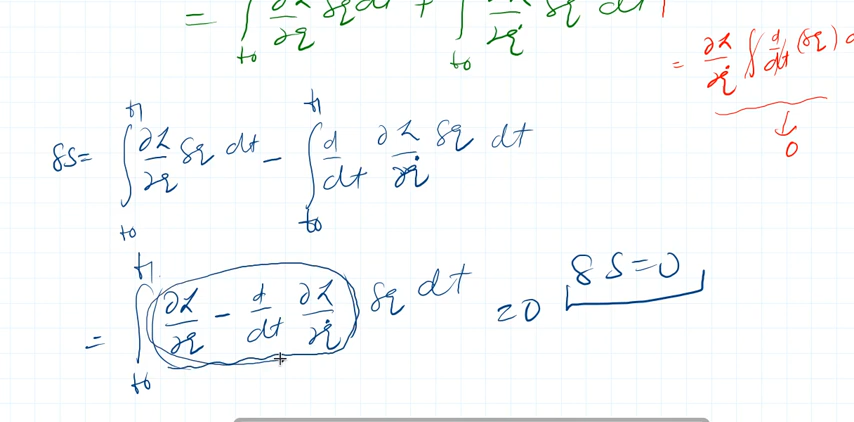 = ∫_{t0} ∂L/∂q δq dt + ∫_{t0} ∂L/∂q̇ δq̇ dt
= ∂L/∂q̇ ∫ d/dt (δq) d
↓
0
δS = ∫_{t0}^{t1} ∂L/∂q δq dt - ∫_{t0}^{t1} d/dt ∂L/∂q̇ δq dt
= ∫_{t0}^{t1} (∂L/∂q - d/dt ∂L/∂q̇) δq dt = 0 δS = 0